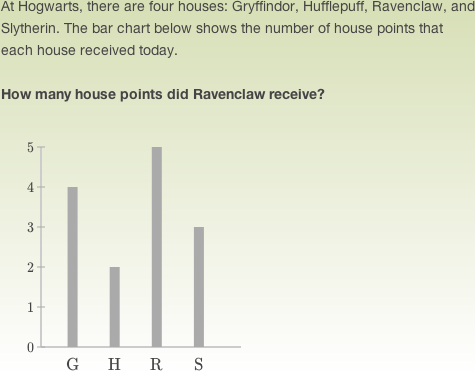 At Hogwarts, there are four houses: Gryffindor, Hufflepuff, Ravenclaw, and
Slytherin. The bar chart below shows the number of house points that
each house received today.
How many house points did Ravenclaw receive?
5
4
3
2
1
0
G H R S